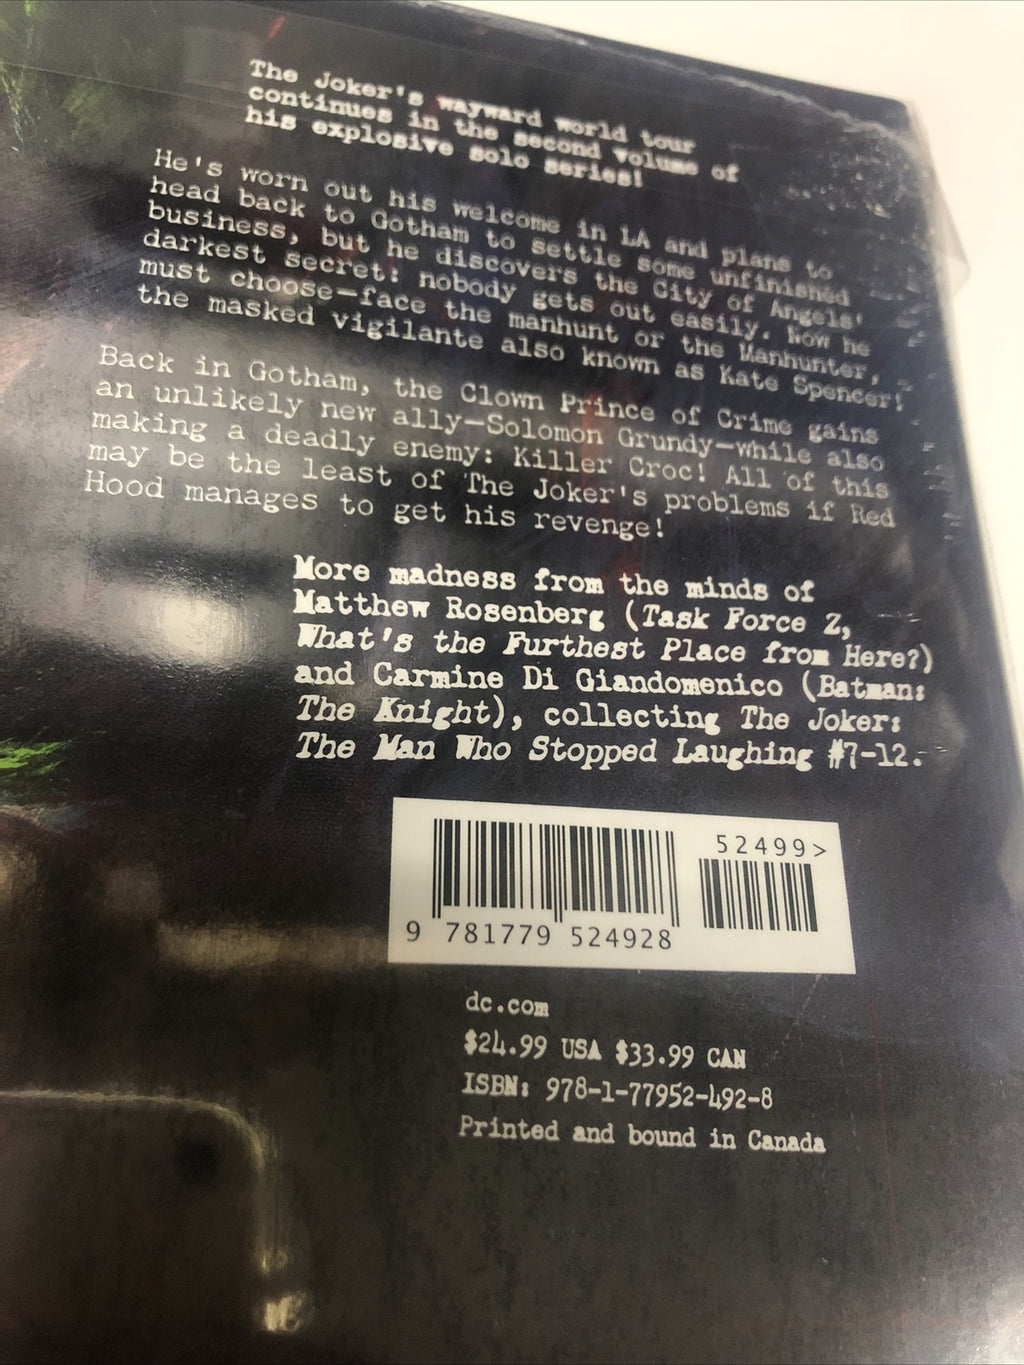 The Joker's wayward world tour
continues in the second volume of
his explosive solo series!
He's worn out his welcome in LA and plans to
head back to Gotham to settle some unfinished
business, but he discovers the City of Angels'
darkest secret: nobody gets out easily. Now he
must choose—face the manhunt or the Manhunter,
the masked vigilante also known as Kate Spencer!
Back in Gotham, the Clown Prince of Crime gains
an unlikely new ally—Solomon Grundy—while also
making a deadly enemy: Killer Croc! All of this
may be the least of The Joker's problems if Red
Hood manages to get his revenge!
More madness from the minds of
Matthew Rosenberg (Task Force Z,
What's the Furthest Place from Here?)
and Carmine Di Giandomenico (Batman:
The Knight), collecting The Joker:
The Man Who Stopped Laughing #7-12.
52499>
9 781779 524928
dc.com
$24.99 USA $33.99 CAN
ISBN: 978-1-77952-492-8
Printed and bound in Canada